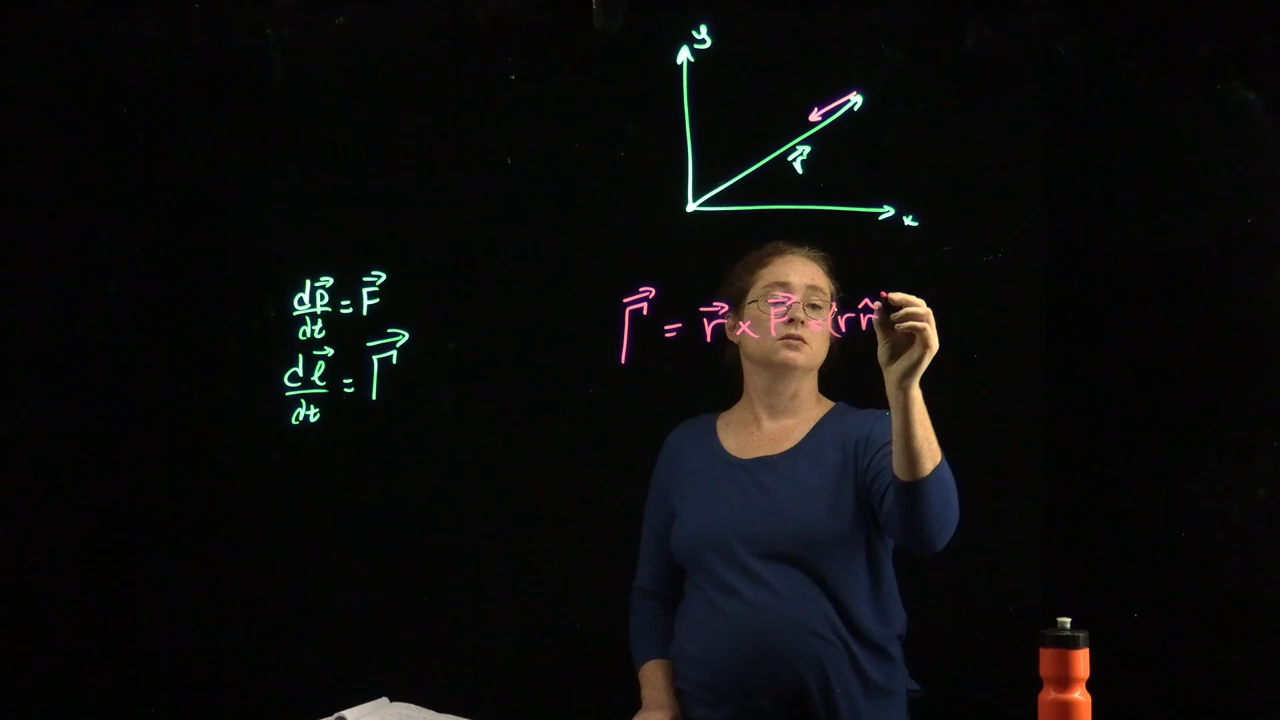 y
r⃗
x
dp⃗/dt = F⃗
dℓ⃗/dt = Γ⃗
Γ⃗ = r⃗ × F⃗ = (r r̂